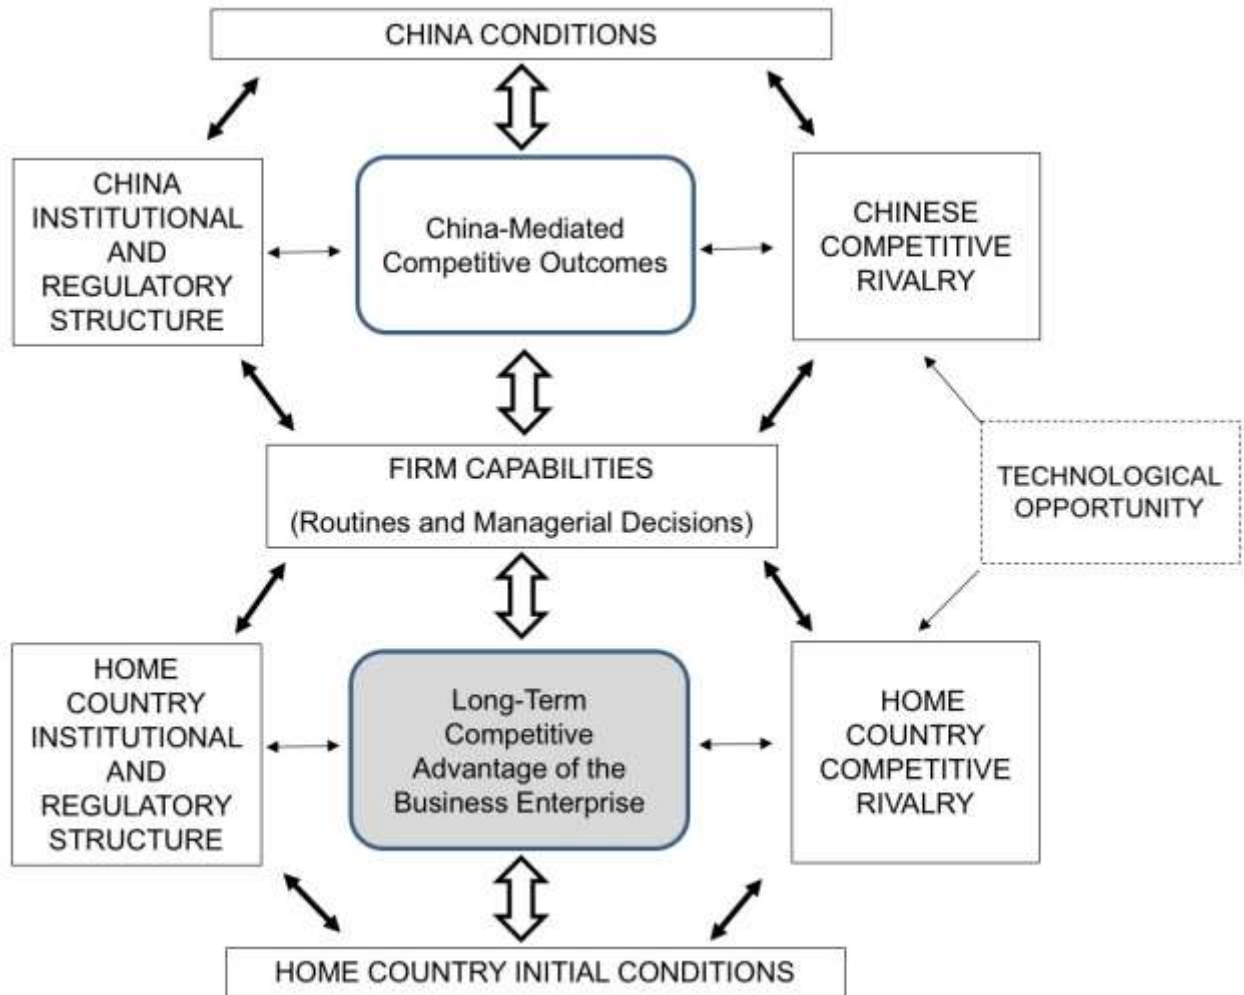 CHINA CONDITIONS
CHINA
INSTITUTIONAL
AND
REGULATORY
STRUCTURE
China-Mediated
Competitive Outcomes
CHINESE
COMPETITIVE
RIVALRY
FIRM CAPABILITIES
(Routines and Managerial Decisions)
TECHNOLOGICAL
OPPORTUNITY
HOME
COUNTRY
INSTITUTIONAL
AND
REGULATORY
STRUCTURE
Long-Term
Competitive
Advantage of the
Business Enterprise
HOME
COUNTRY
COMPETITIVE
RIVALRY
HOME COUNTRY INITIAL CONDITIONS